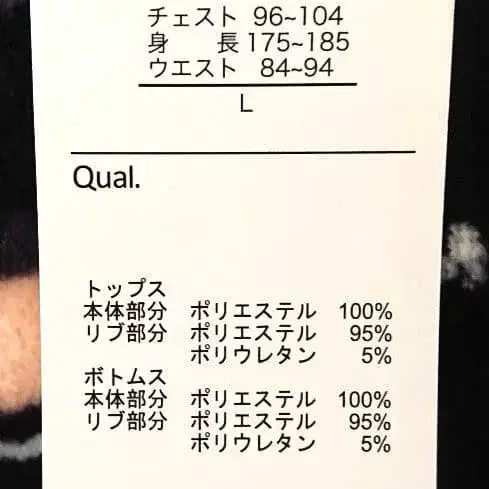 チェスト 96~104
身　　長 175~185
ウエスト 84~94
L
Qual.
トップス
本体部分 ポリエステル 100%
リブ部分 ポリエステル 95%
ポリウレタン 5%
ボトムス
本体部分 ポリエステル 100%
リブ部分 ポリエステル 95%
ポリウレタン 5%